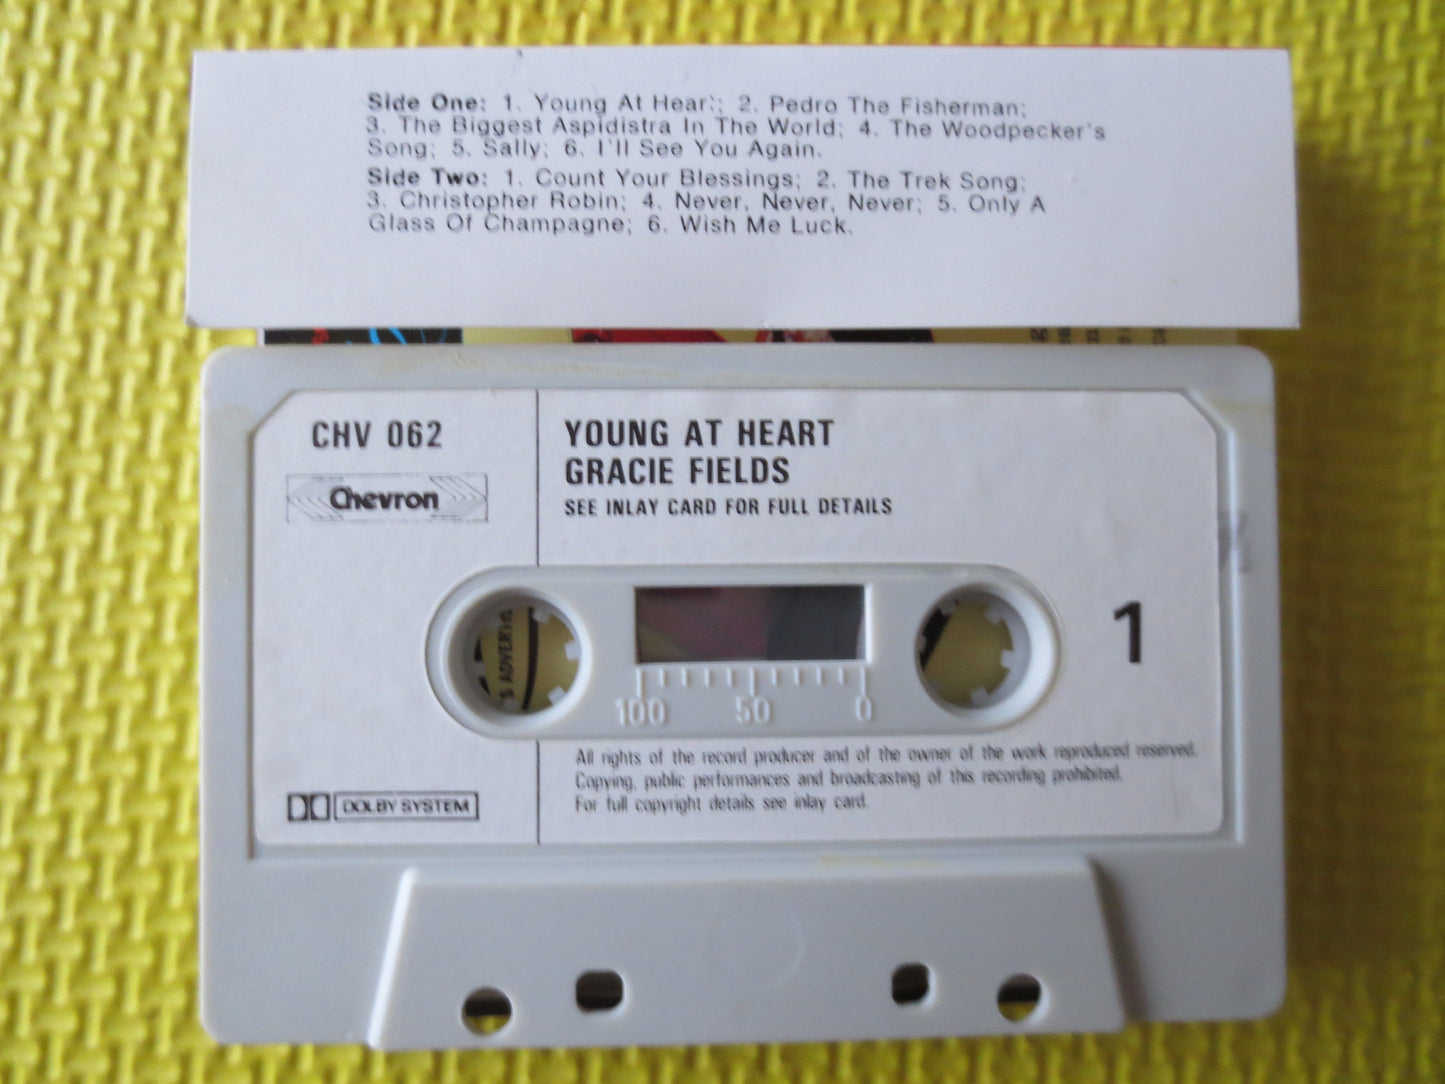 Side One: 1. Young At Heart; 2. Pedro The Fisherman;
3. The Biggest Aspidistra In The World; 4. The Woodpecker's
Song; 5. Sally; 6. I'll See You Again.
Side Two: 1. Count Your Blessings; 2. The Trek Song;
3. Christopher Robin; 4. Never, Never, Never; 5. Only A
Glass Of Champagne; 6. Wish Me Luck.
CHV 062
Chevron
YOUNG AT HEART
GRACIE FIELDS
SEE INLAY CARD FOR FULL DETAILS
1
100 50 0
All rights of the record producer and of the owner of the work reproduced reserved.
Copying, public performances and broadcasting of this recording prohibited.
For full copyright details see inlay card.
DOLBY SYSTEM